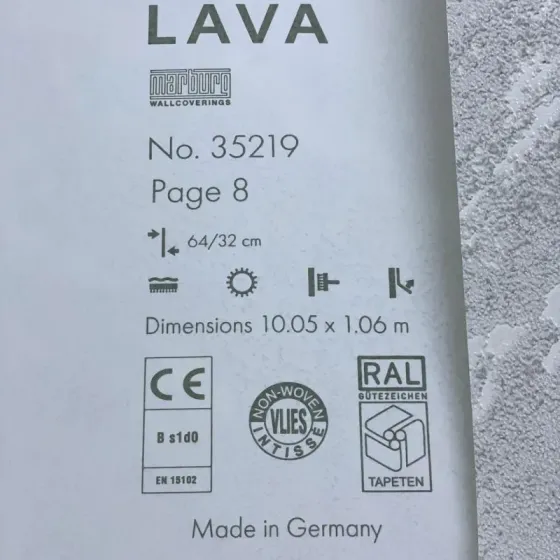 LAVA
marburg
WALLCOVERINGS
No. 35219
Page 8
64/32 cm
Dimensions 10.05 x 1.06 m
CE
B s1d0
EN 15102
NON-WOVEN
VLIES
INTISSÉ
RAL
GÜTEZEICHEN
TAPETEN
Made in Germany